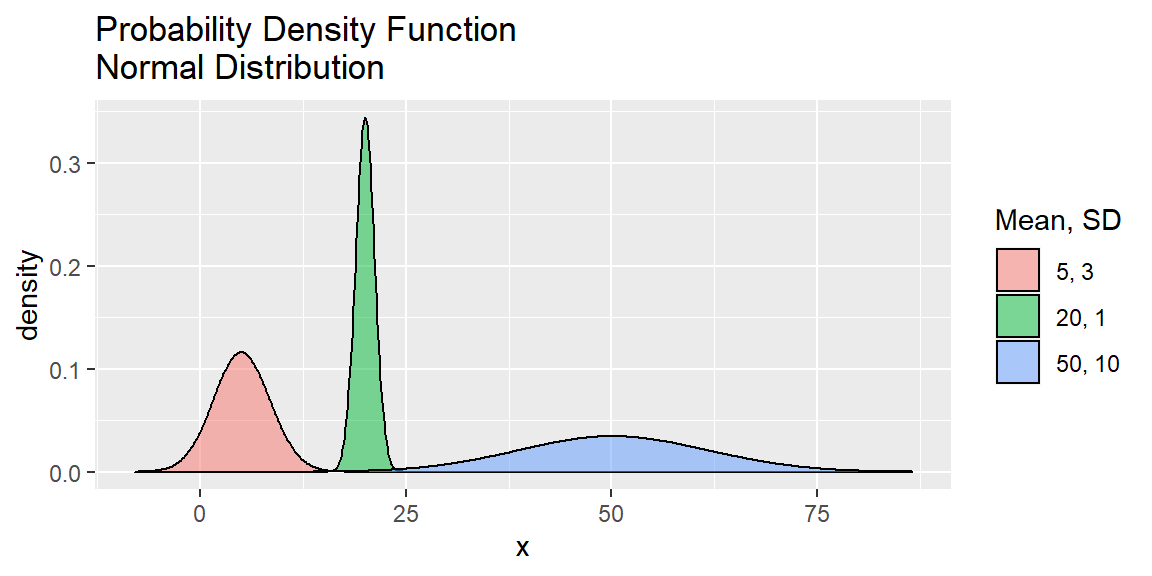 Probability Density Function
Normal Distribution
density
0.3
0.2
0.1
0.0
0
25
50
75
x
Mean, SD
5, 3
20, 1
50, 10